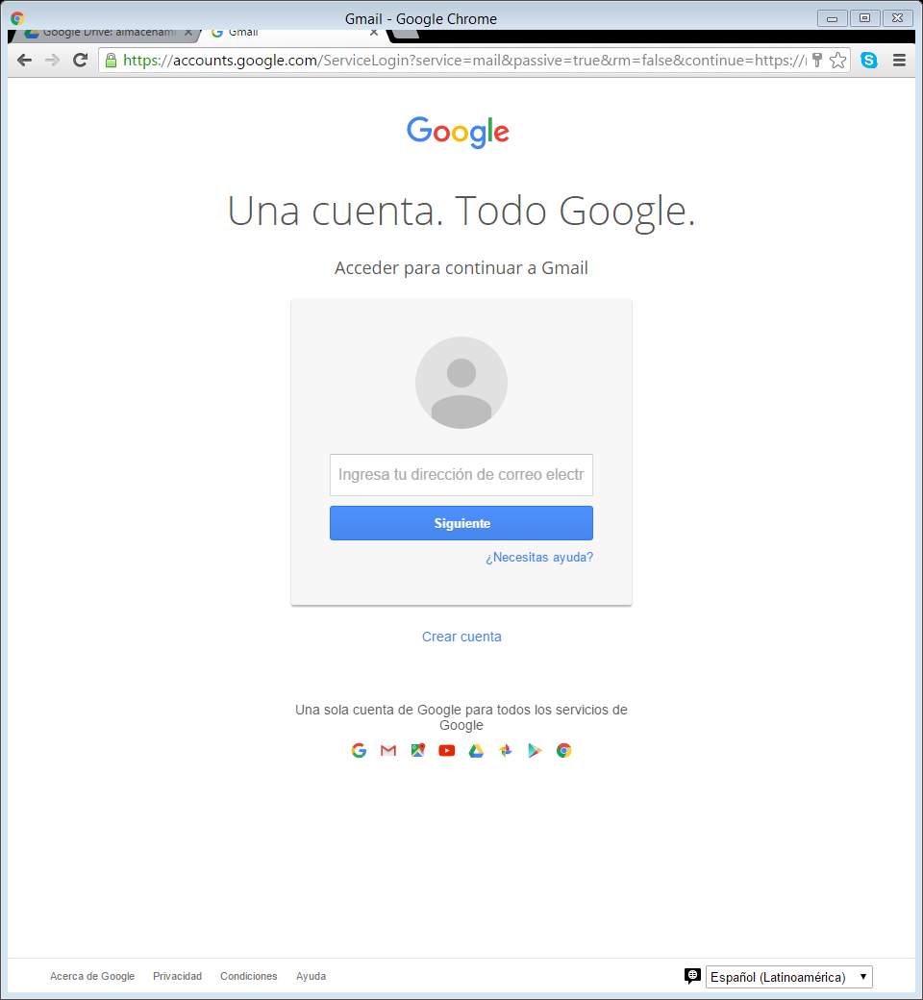 Gmail - Google Chrome
Google Drive: almacenami
Gmail
https://accounts.google.com/ServiceLogin?service=mail&passive=true&rm=false&continue=https://
Google
Una cuenta. Todo Google.
Acceder para continuar a Gmail
Ingresa tu dirección de correo electr
Siguiente
¿Necesitas ayuda?
Crear cuenta
Una sola cuenta de Google para todos los servicios de
Google
Acerca de Google
Privacidad
Condiciones
Ayuda
Español (Latinoamérica)